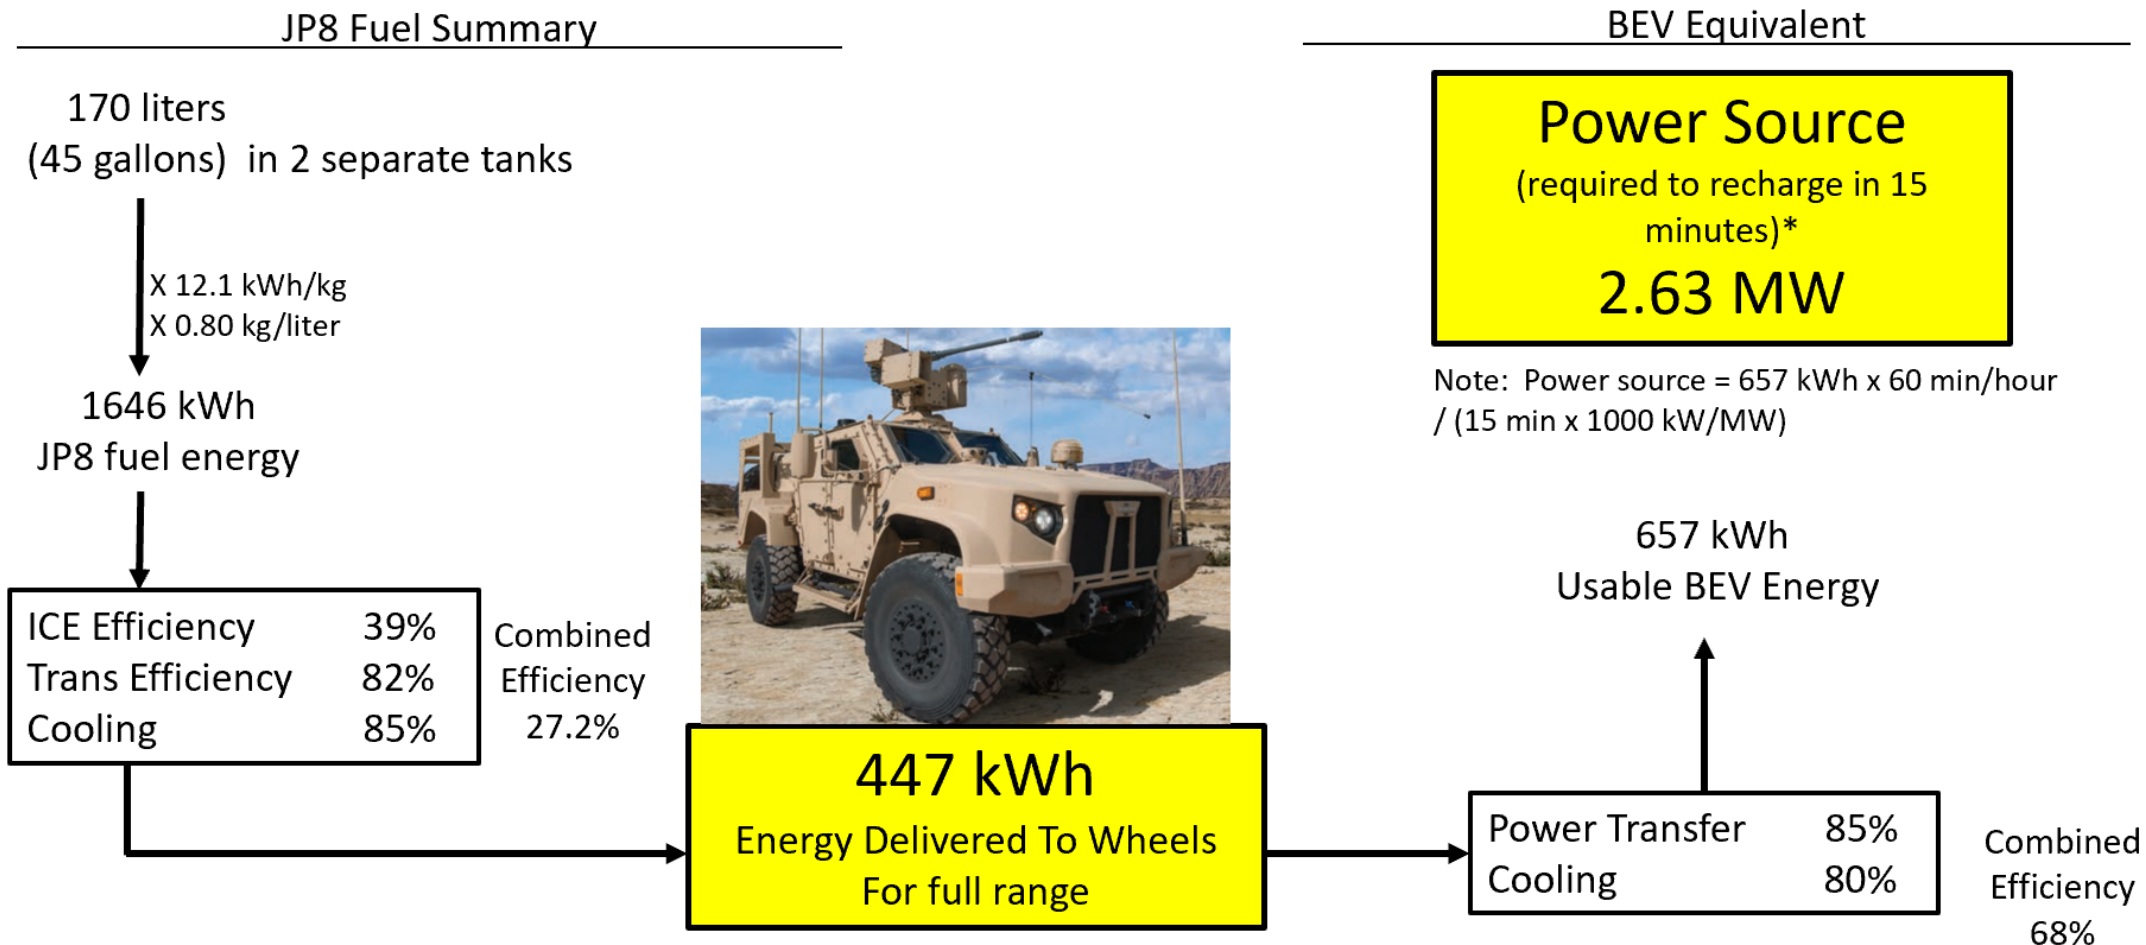 JP8 Fuel Summary
170 liters
(45 gallons)  in 2 separate tanks
X 12.1 kWh/kg
X 0.80 kg/liter
1646 kWh
JP8 fuel energy
ICE Efficiency 39%
Trans Efficiency 82%
Cooling 85%
Combined
Efficiency
27.2%
447 kWh
Energy Delivered To Wheels
For full range
BEV Equivalent
Power Source
(required to recharge in 15
minutes)*
2.63 MW
Note:  Power source = 657 kWh x 60 min/hour
/ (15 min x 1000 kW/MW)
657 kWh
Usable BEV Energy
Power Transfer 85%
Cooling 80%
Combined
Efficiency
68%